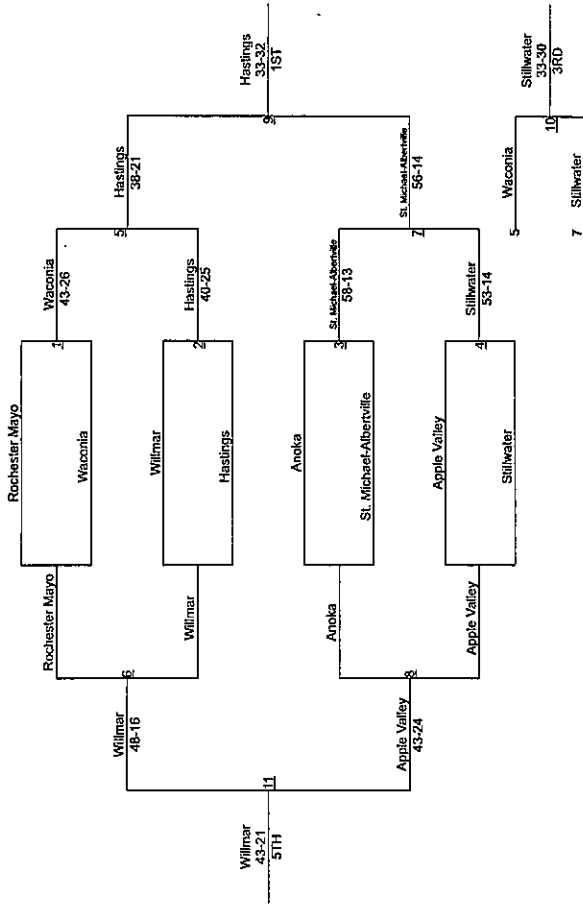 Rochester Mayo
Waconia
1
Waconia
43-26
Willmar
Hastings
2
Hastings
40-25
5
Hastings
38-21
Anoka
St. Michael-Albertville
3
St. Michael-Albertville
58-13
Apple Valley
Stillwater
4
Stillwater
53-14
7
St. Michael-Albertville
56-14
9
Hastings
33-32
1ST
Rochester Mayo
Willmar
6
Willmar
48-16
Anoka
Apple Valley
8
Apple Valley
43-24
11
Willmar
43-21
5TH
5
Waconia
7
Stillwater
10
Stillwater
33-30
3RD